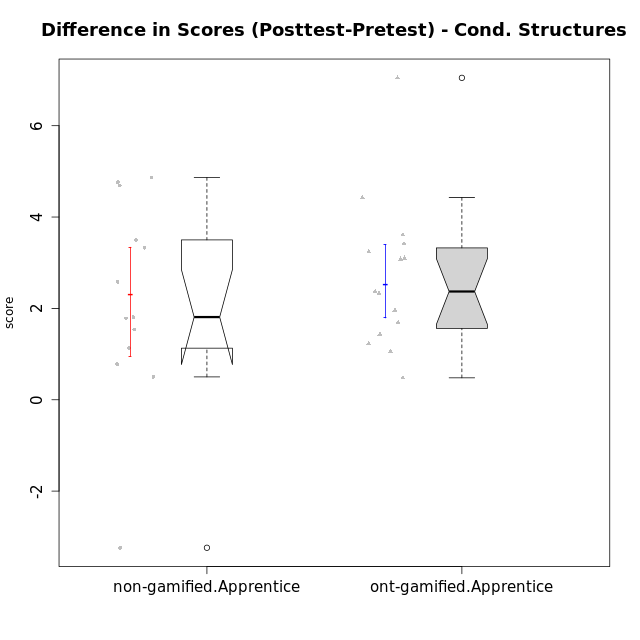 Difference in Scores (Posttest-Pretest) - Cond. Structures
6
4
2
0
-2
score
non-gamified.Apprentice
ont-gamified.Apprentice